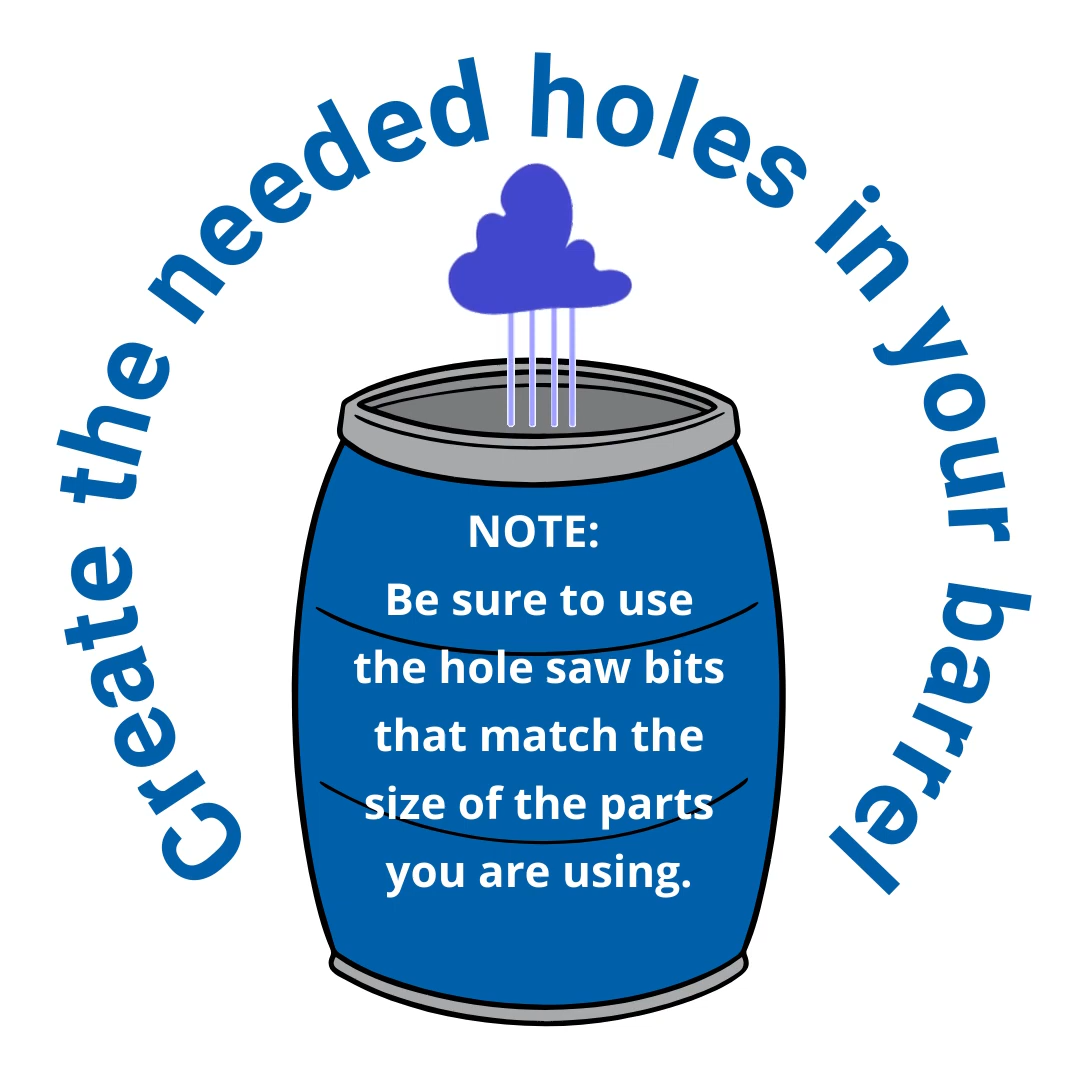 Create the needed holes in your barrel
NOTE:
Be sure to use
the hole saw bits
that match the
size of the parts
you are using.